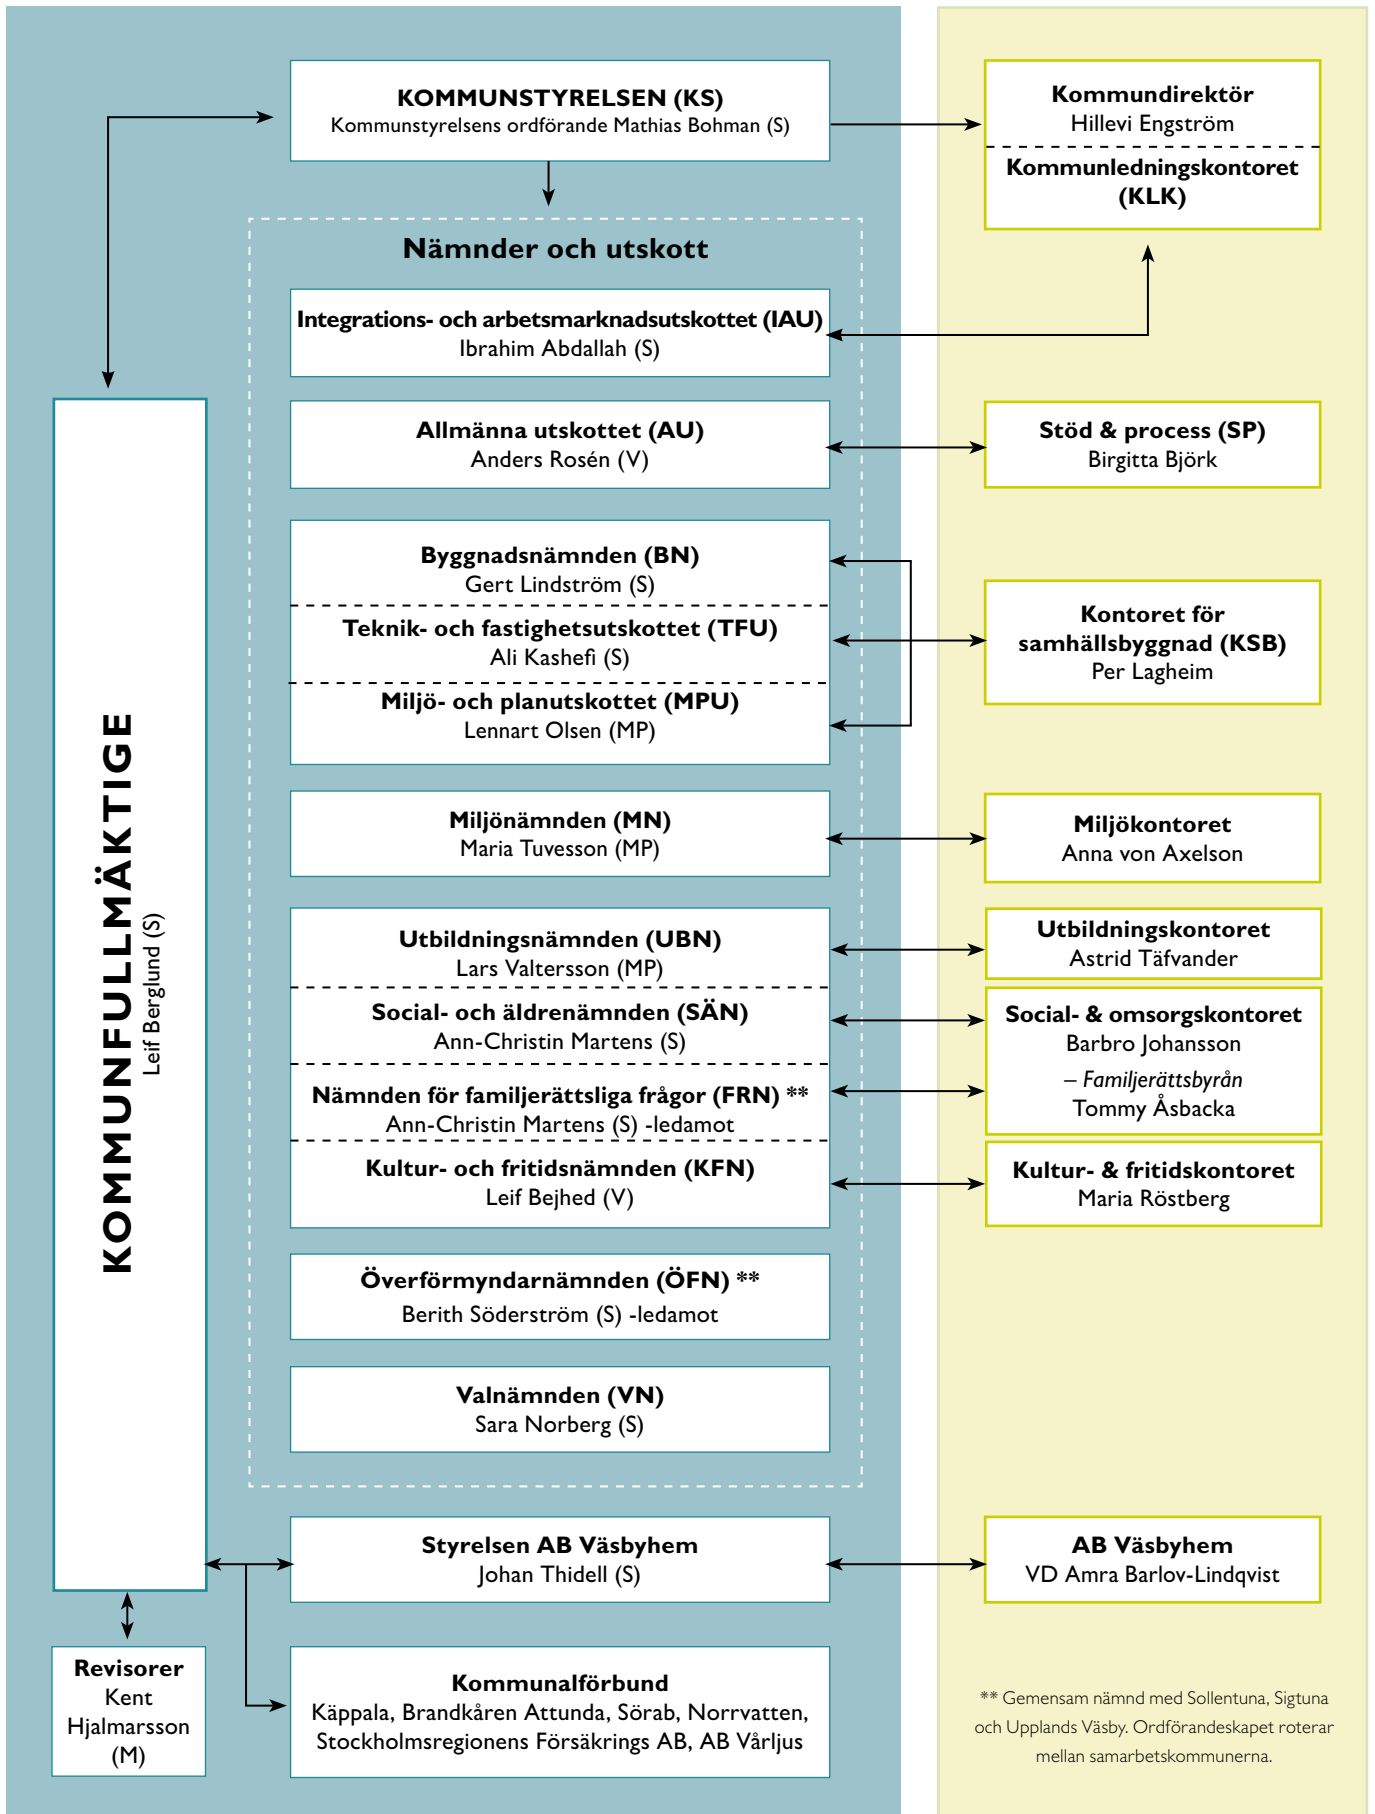 KOMMUNSTYRELSEN (KS)
Kommunstyrelsens ordförande Mathias Bohman (S)
Kommundirektör
Hillevi Engström
Kommunledningskontoret
(KLK)
Nämnder och utskott
Integrations- och arbetsmarknadsutskottet (IAU)
Ibrahim Abdallah (S)
Allmänna utskottet (AU)
Anders Rosén (V)
Stöd & process (SP)
Birgitta Björk
Byggnadsnämnden (BN)
Gert Lindström (S)
Teknik- och fastighetsutskottet (TFU)
Ali Kashefi (S)
Miljö- och planutskottet (MPU)
Lennart Olsen (MP)
Kontoret för
samhällsbyggnad (KSB)
Per Lagheim
Miljönämnden (MN)
Maria Tuvesson (MP)
Miljökontoret
Anna von Axelson
Utbildningsnämnden (UBN)
Lars Valtersson (MP)
Utbildningskontoret
Astrid Täfvander
Social- och äldrenämnden (SÄN)
Ann-Christin Martens (S)
Social- & omsorgskontoret
Barbro Johansson
– Familjerättsbyrån
Tommy Åsbacka
Nämnden för familjerättsliga frågor (FRN) **
Ann-Christin Martens (S) -ledamot
Kultur- och fritidsnämnden (KFN)
Leif Bejhed (V)
Kultur- & fritidskontoret
Maria Röstberg
Överförmyndarnämnden (ÖFN) **
Berith Söderström (S) -ledamot
Valnämnden (VN)
Sara Norberg (S)
KOMMUNFULLMÄKTIGE
Leif Berglund (S)
Styrelsen AB Väsbyhem
Johan Thidell (S)
AB Väsbyhem
VD Amra Barlov-Lindqvist
Revisorer
Kent
Hjalmarsson
(M)
Kommunalförbund
Käppala, Brandkåren Attunda, Sörab, Norrvatten,
Stockholmsregionens Försäkrings AB, AB Vårljus
** Gemensam nämnd med Sollentuna, Sigtuna
och Upplands Väsby. Ordförandeskapet roterar
mellan samarbetskommunerna.